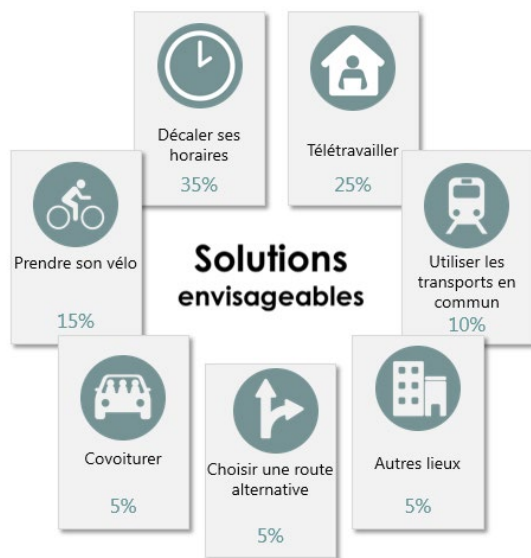 Décaler ses
horaires
35%
Télétravailler
25%
Prendre son vélo
15%
Solutions
envisageables
Utiliser les
transports en
commun
10%
Covoiturer
5%
Choisir une route
alternative
5%
Autres lieux
5%